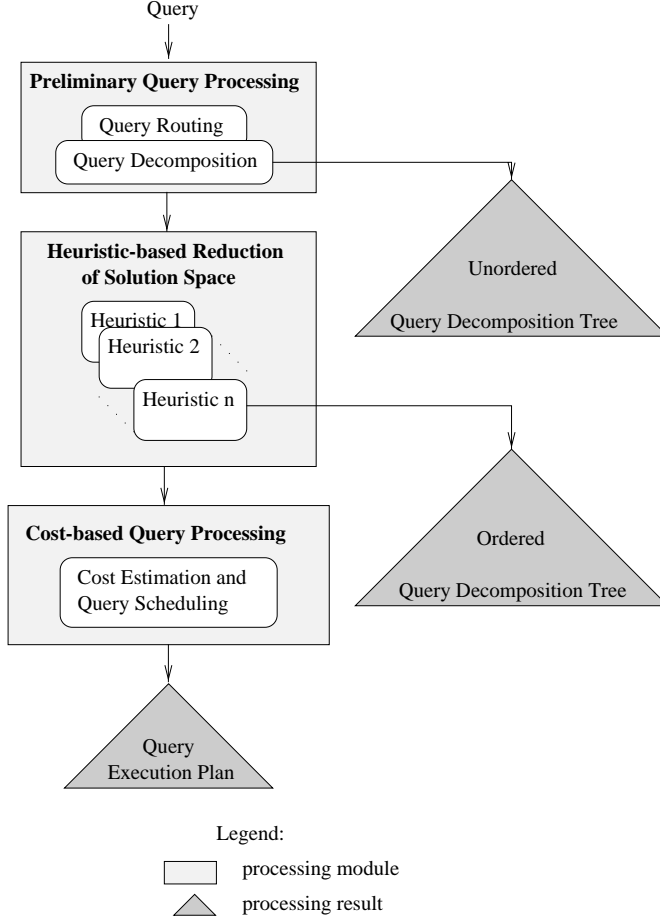 Query
Preliminary Query Processing
Query Routing
Query Decomposition
Unordered
Query Decomposition Tree
Heuristic-based Reduction
of Solution Space
Heuristic 1
Heuristic 2
Heuristic n
Ordered
Query Decomposition Tree
Cost-based Query Processing
Cost Estimation and
Query Scheduling
Query
Execution Plan
Legend:
processing module
processing result